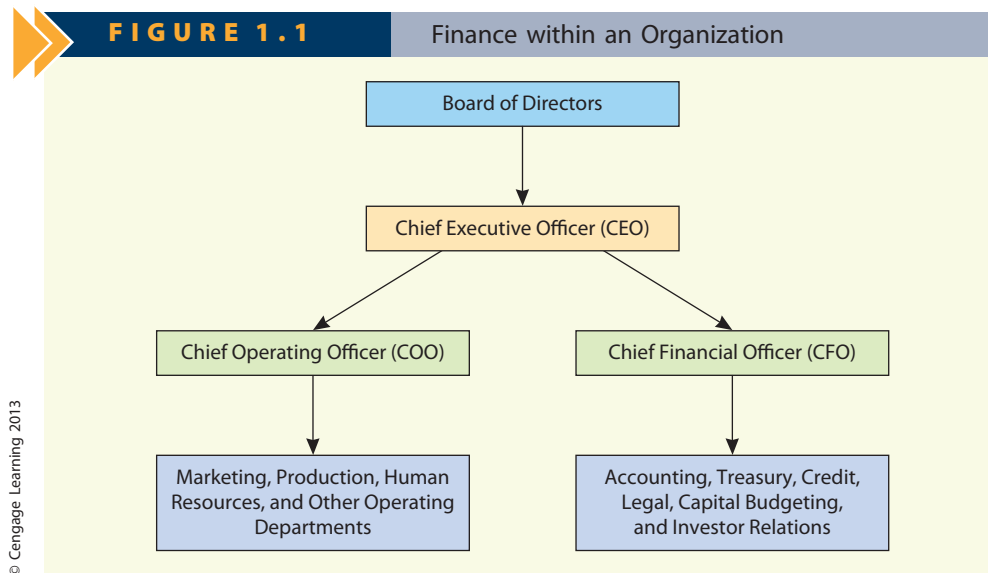 FIGURE 1.1
Finance within an Organization
Board of Directors
Chief Executive Officer (CEO)
Chief Operating Officer (COO)
Chief Financial Officer (CFO)
Marketing, Production, Human
Resources, and Other Operating
Departments
Accounting, Treasury, Credit,
Legal, Capital Budgeting,
and Investor Relations
© Cengage Learning 2013